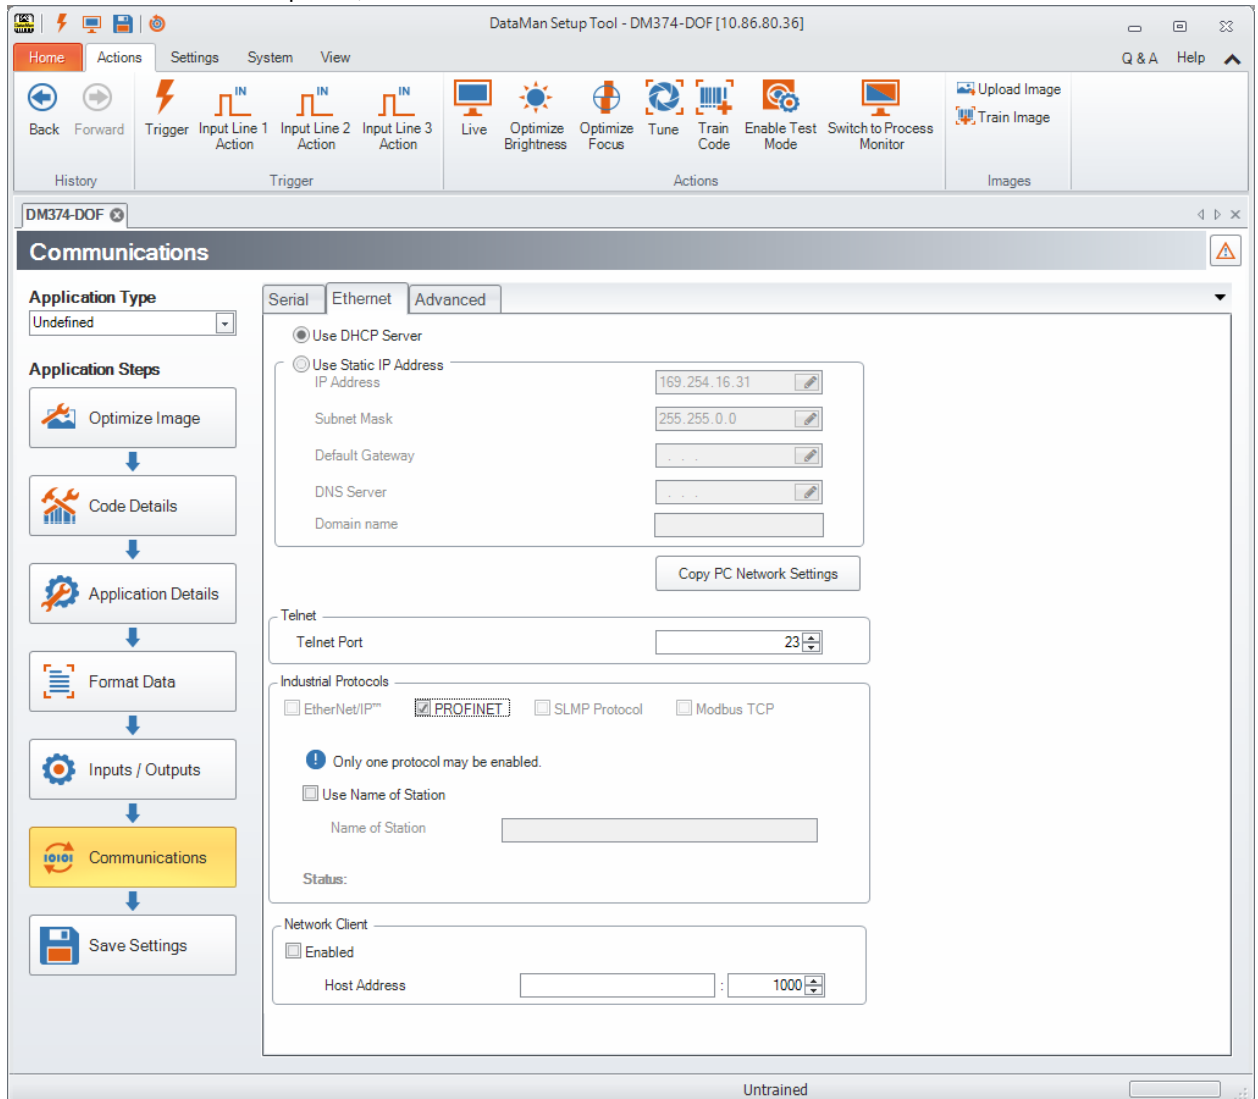 DataMan Setup Tool - DM374-DOF [10.86.80.36]
Home Actions Settings System View Q & A Help
IN IN IN
Back Forward Trigger Input Line 1 Action Input Line 2 Action Input Line 3 Action Live Optimize Brightness Optimize Focus Tune Train Code Enable Test Mode Switch to Process Monitor
Upload Image
Train Image
History Trigger Actions Images
DM374-DOF
Communications
Application Type
Undefined
Application Steps
Optimize Image
Code Details
Application Details
Format Data
Inputs / Outputs
10101
Communications
Save Settings
Serial Ethernet Advanced
Use DHCP Server
Use Static IP Address
IP Address 169.254.16.31
Subnet Mask 255.255.0.0
Default Gateway . . .
DNS Server . . .
Domain name
Copy PC Network Settings
Telnet
Telnet Port 23
Industrial Protocols
EtherNet/IP™ PROFINET SLMP Protocol Modbus TCP
Only one protocol may be enabled.
Use Name of Station
Name of Station
Status:
Network Client
Enabled
Host Address : 1000
Untrained